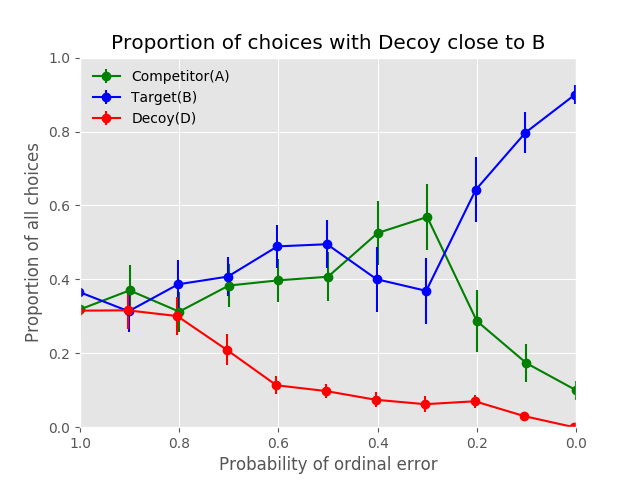 Proportion of choices with Decoy close to B
Competitor(A)
Target(B)
Decoy(D)
Proportion of all choices
1.0
0.8
0.6
0.4
0.2
0.0
1.0 0.8 0.6 0.4 0.2 0.0
Probability of ordinal error